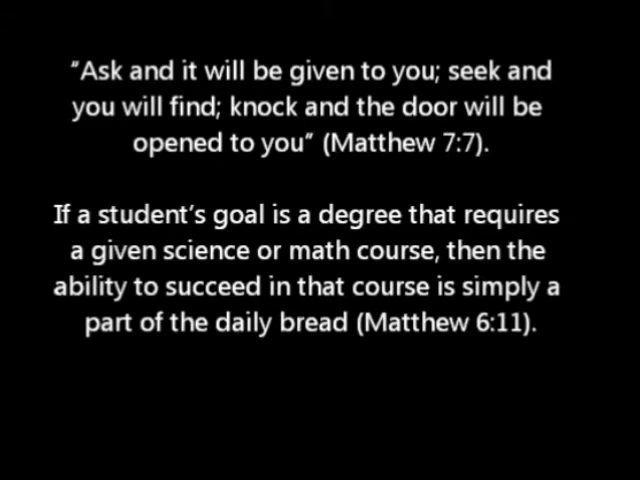 “Ask and it will be given to you; seek and
you will find; knock and the door will be
opened to you” (Matthew 7:7).
If a student’s goal is a degree that requires
a given science or math course, then the
ability to succeed in that course is simply a
part of the daily bread (Matthew 6:11).